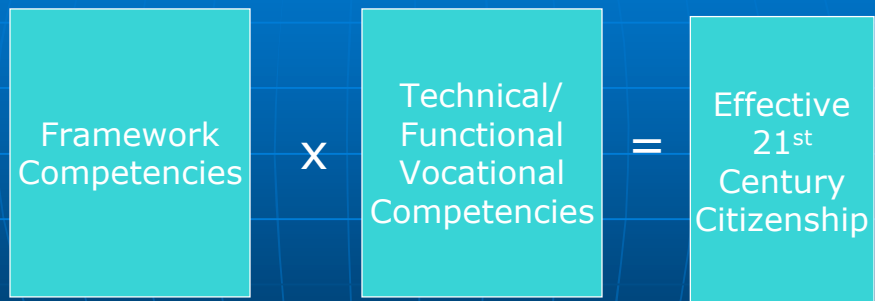 Framework
Competencies
x
Technical/
Functional
Vocational
Competencies
=
Effective
21st
Century
Citizenship